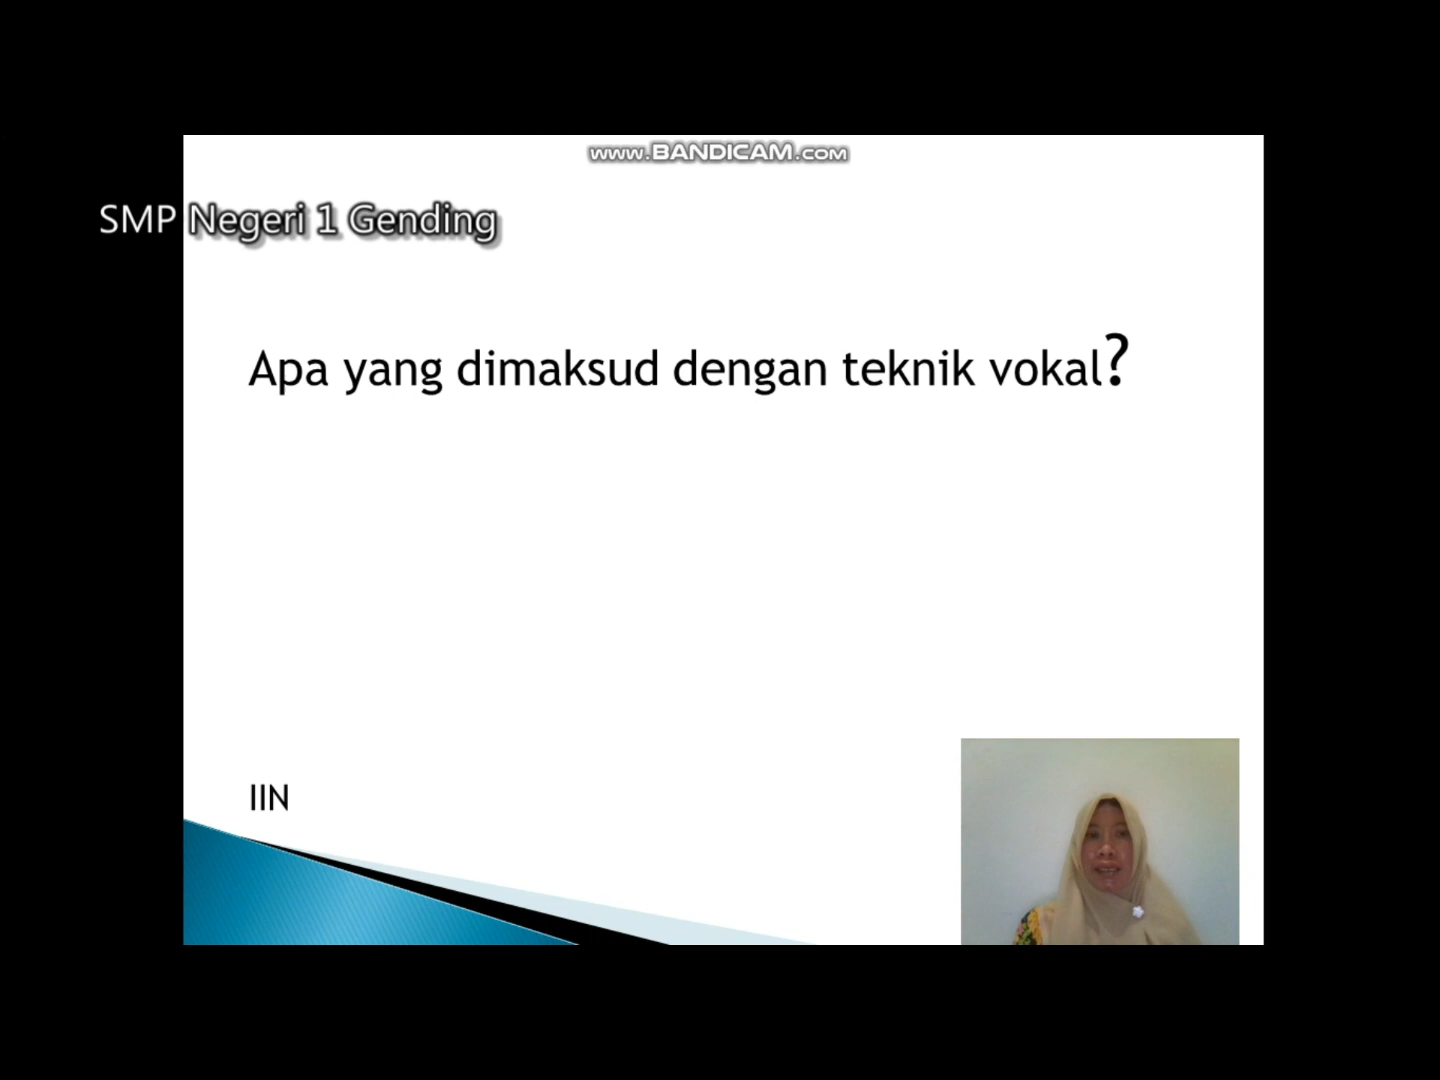 www.BANDICAM.com
SMP Negeri 1 Gending
Apa yang dimaksud dengan teknik vokal?
IIN